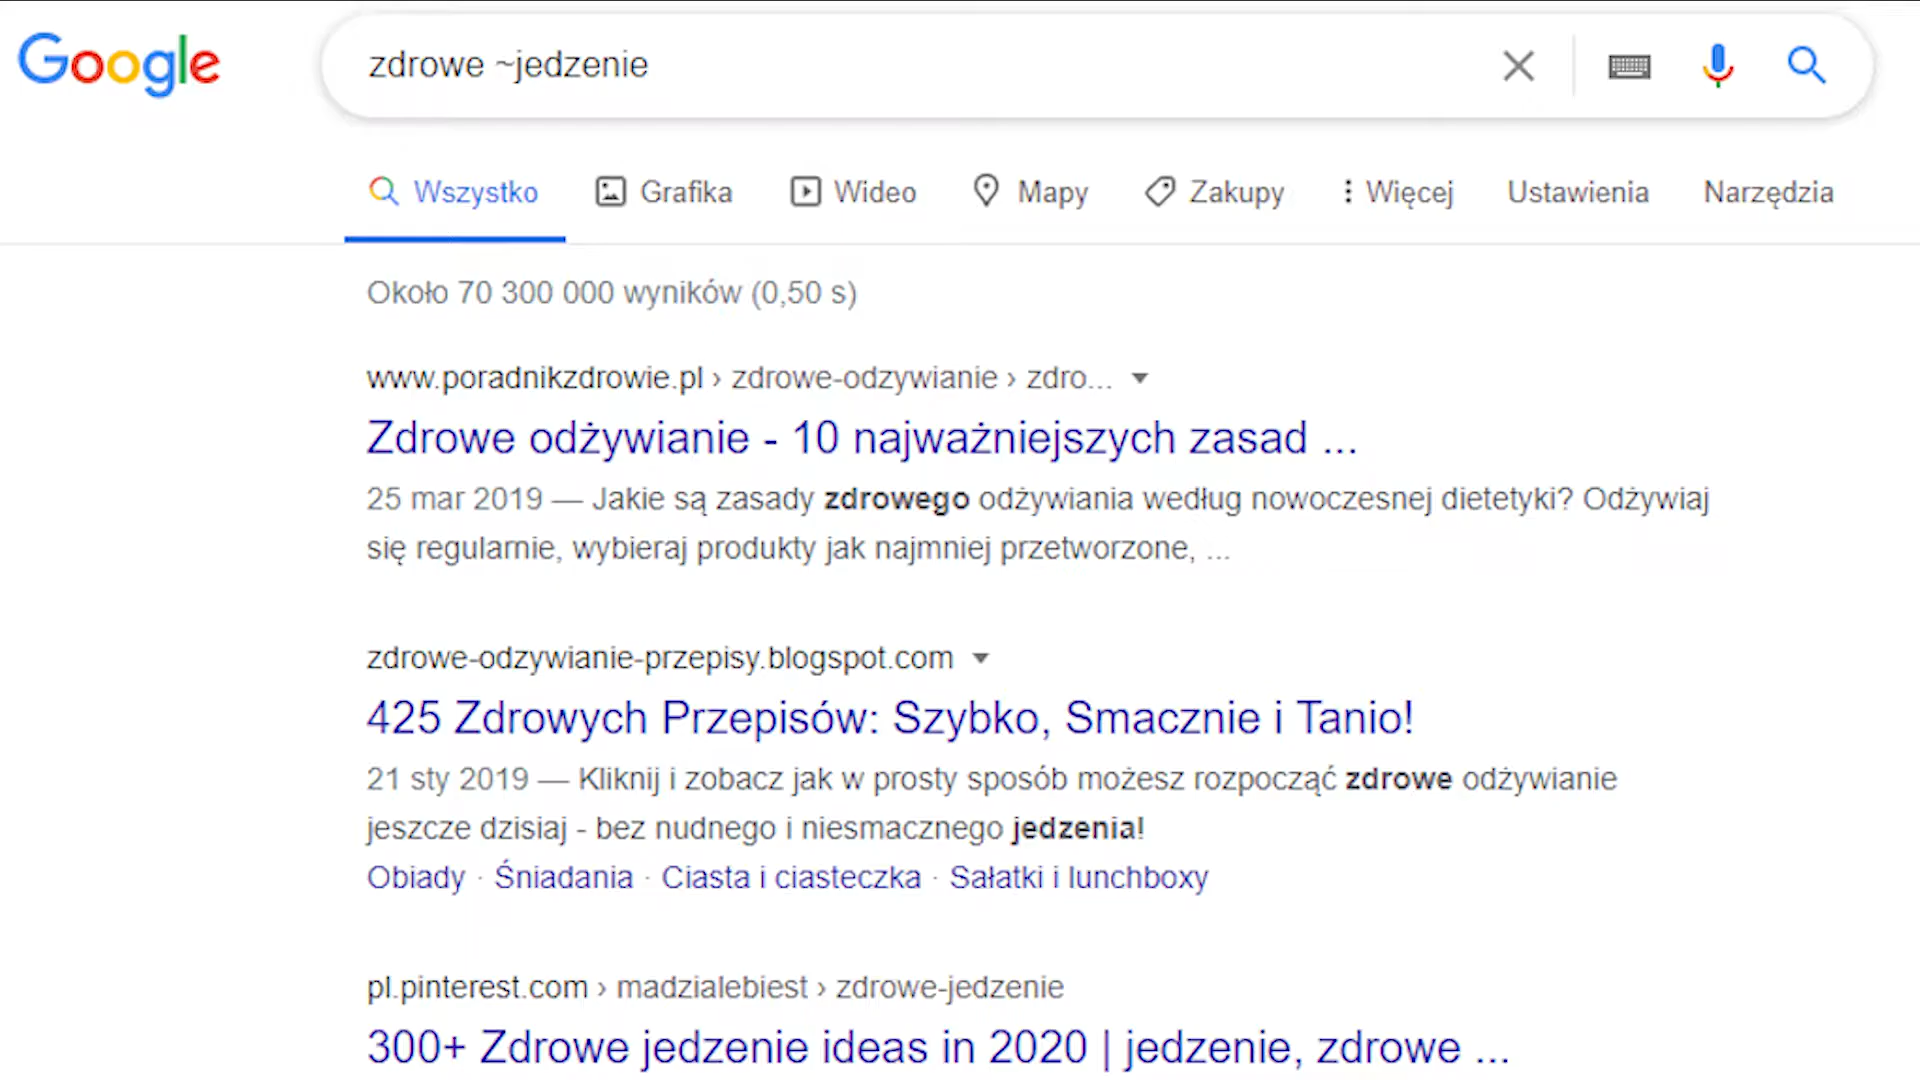 Google
zdrowe ~jedzenie
Wszystko Grafika Wideo Mapy Zakupy Więcej Ustawienia Narzędzia
Około 70 300 000 wyników (0,50 s)
www.poradnikzdrowie.pl › zdrowe-odzywianie › zdro...
Zdrowe odżywianie - 10 najważniejszych zasad ...
25 mar 2019 — Jakie są zasady zdrowego odżywiania według nowoczesnej dietetyki? Odżywiaj
się regularnie, wybieraj produkty jak najmniej przetworzone, ...
zdrowe-odzywianie-przepisy.blogspot.com
425 Zdrowych Przepisów: Szybko, Smacznie i Tanio!
21 sty 2019 — Kliknij i zobacz jak w prosty sposób możesz rozpocząć zdrowe odżywianie
jeszcze dzisiaj - bez nudnego i niesmacznego jedzenia!
Obiady · Śniadania · Ciasta i ciasteczka · Sałatki i lunchboxy
pl.pinterest.com › madzialebiest › zdrowe-jedzenie
300+ Zdrowe jedzenie ideas in 2020 | jedzenie, zdrowe ...